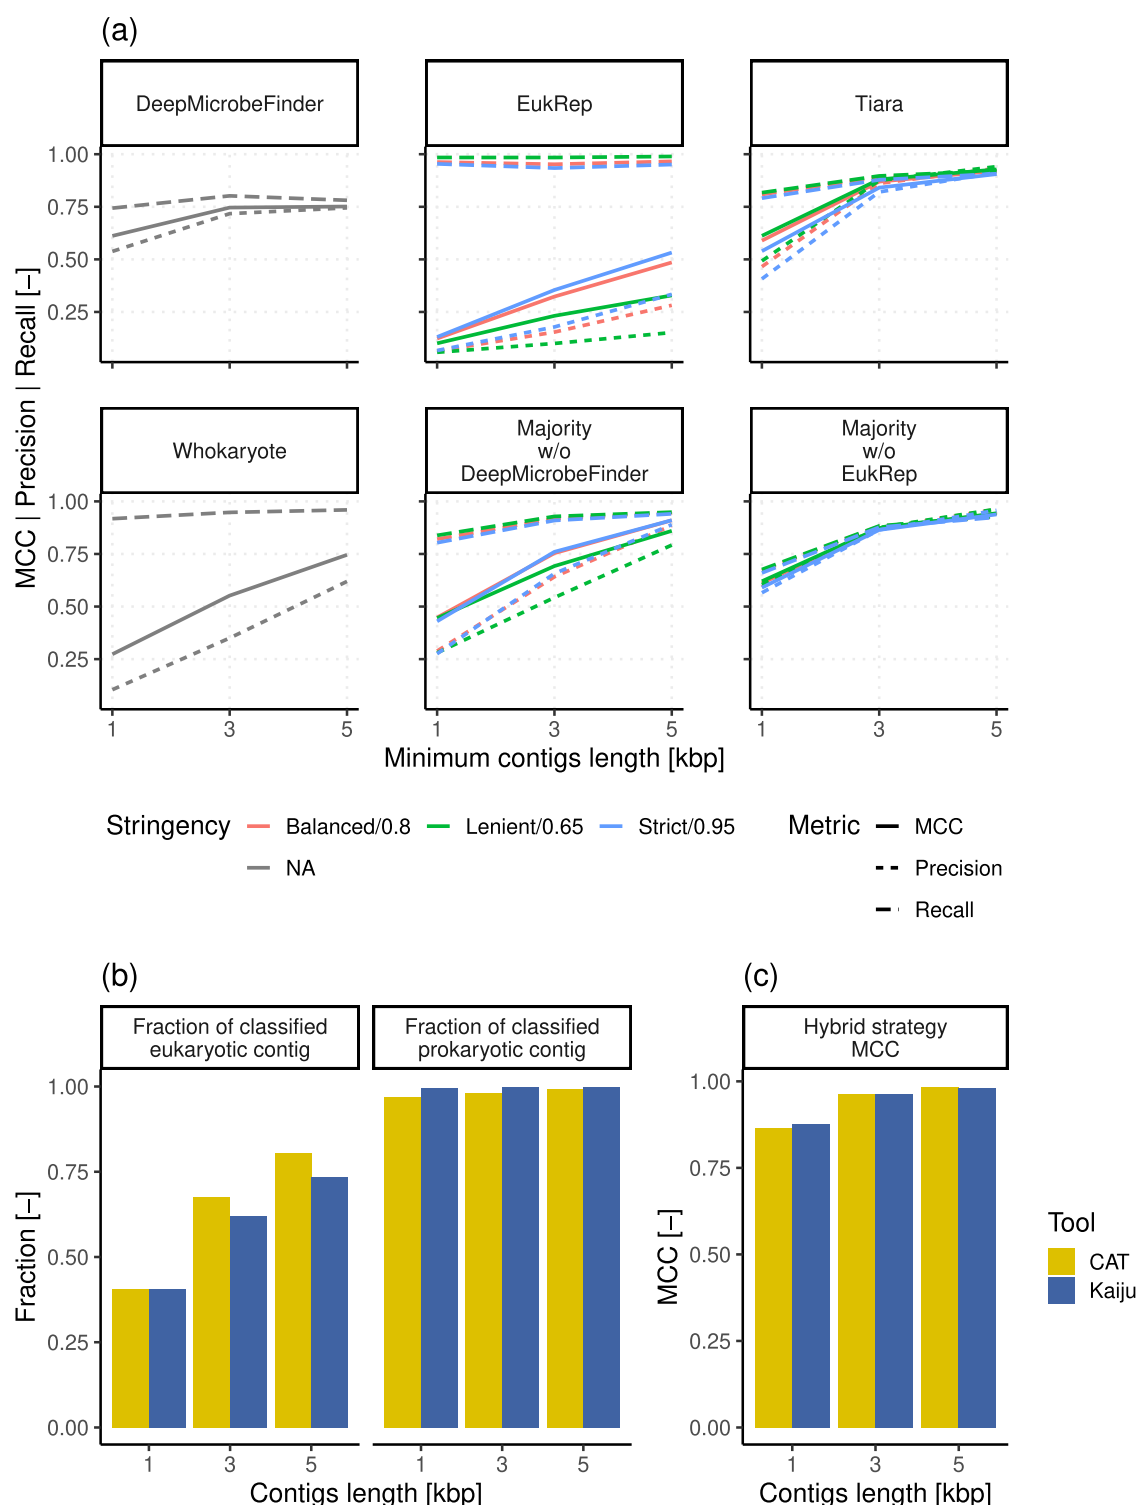 (a)
DeepMicrobeFinder
EukRep
Tiara
1.00
0.75
0.50
0.25
MCC | Precision | Recall [−]
Whokaryote
Majority
w/o
DeepMicrobeFinder
Majority
w/o
EukRep
1.00
0.75
0.50
0.25
1 3 5
1 3 5
1 3 5
Minimum contigs length [kbp]
Stringency Balanced/0.8 Lenient/0.65 Strict/0.95
NA
Metric MCC
Precision
Recall
(b)
Fraction of classified
eukaryotic contig
Fraction of classified
prokaryotic contig
1.00
0.75
0.50
0.25
0.00
Fraction [−]
1 3 5
1 3 5
Contigs length [kbp]
(c)
Hybrid strategy
MCC
1.00
0.75
0.50
0.25
0.00
MCC [−]
1 3 5
Contigs length [kbp]
Tool
CAT
Kaiju